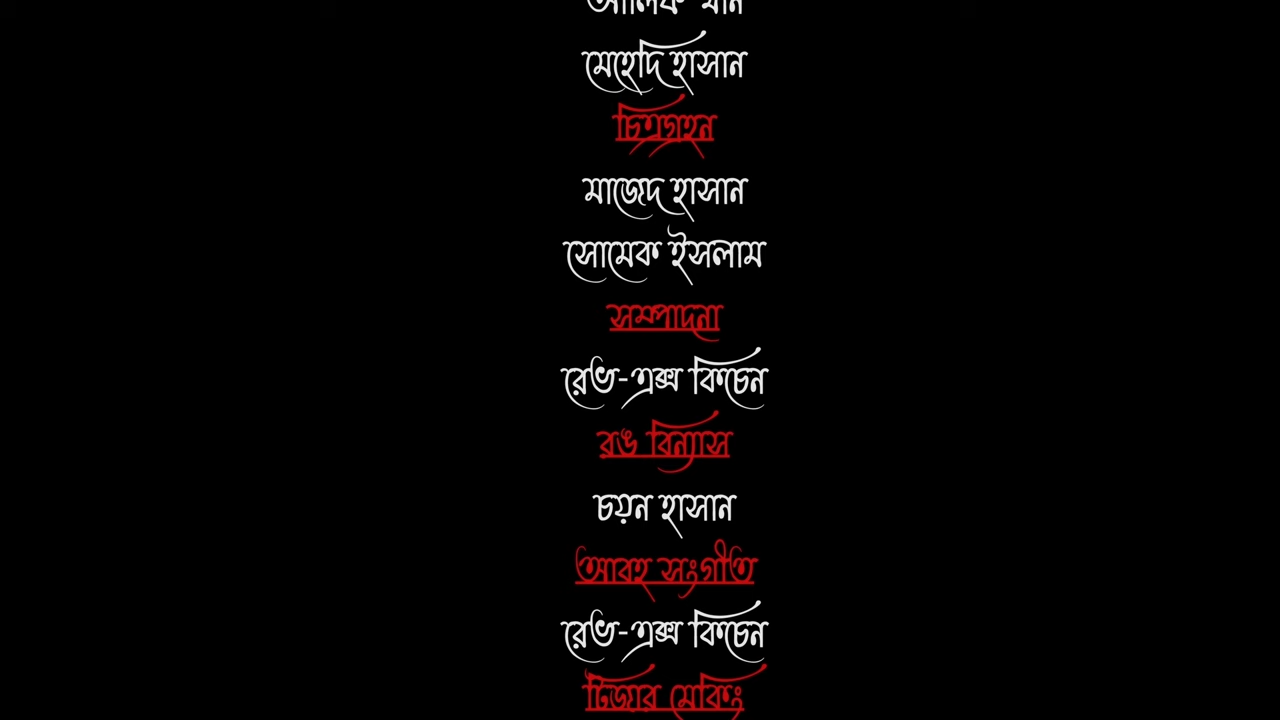 মেহেদি হাসান
চিত্রগ্রহন
মাজেদ হাসান
সোমেক ইসলাম
সম্পাদনা
রেভ-এক্স কিচেন
রঙ বিন্যাস
চয়ন হাসান
আবহ সংগীত
রেভ-এক্স কিচেন
টিজার মেকিং